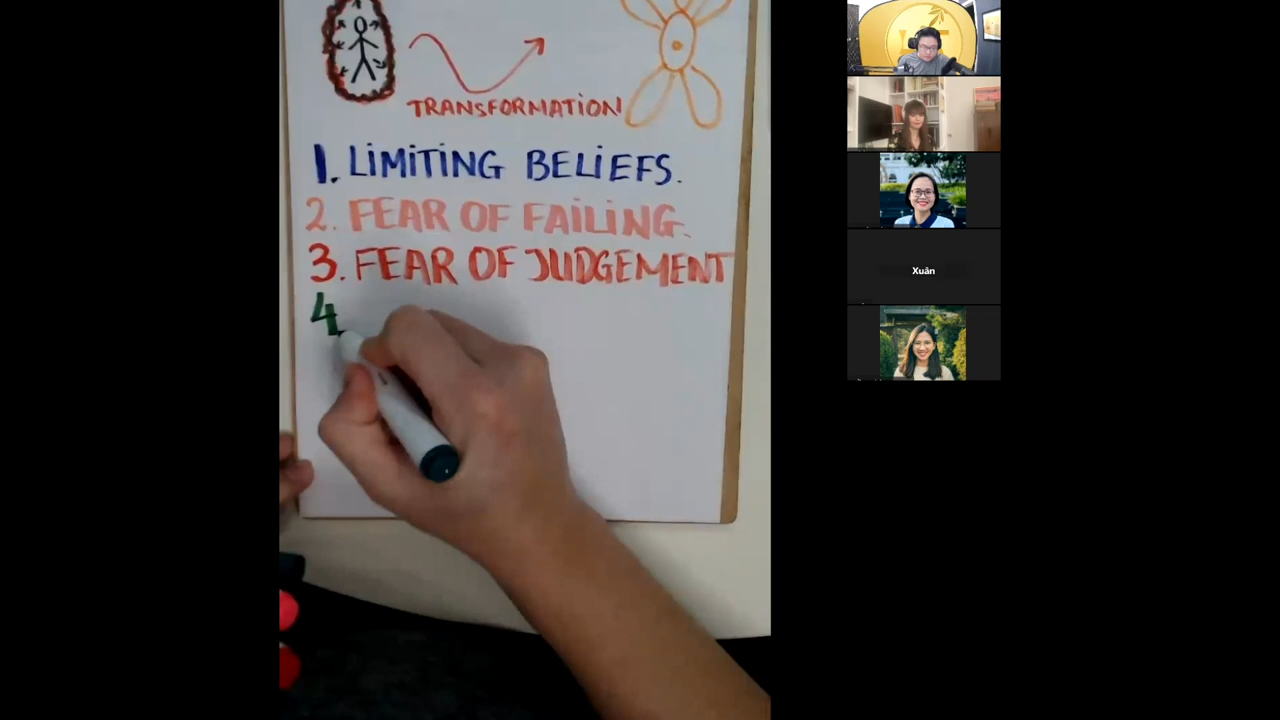 TRANSFORMATION
1. LIMITING BELIEFS.
2. FEAR OF FAILING.
3. FEAR OF JUDGEMENT
4
Xuân